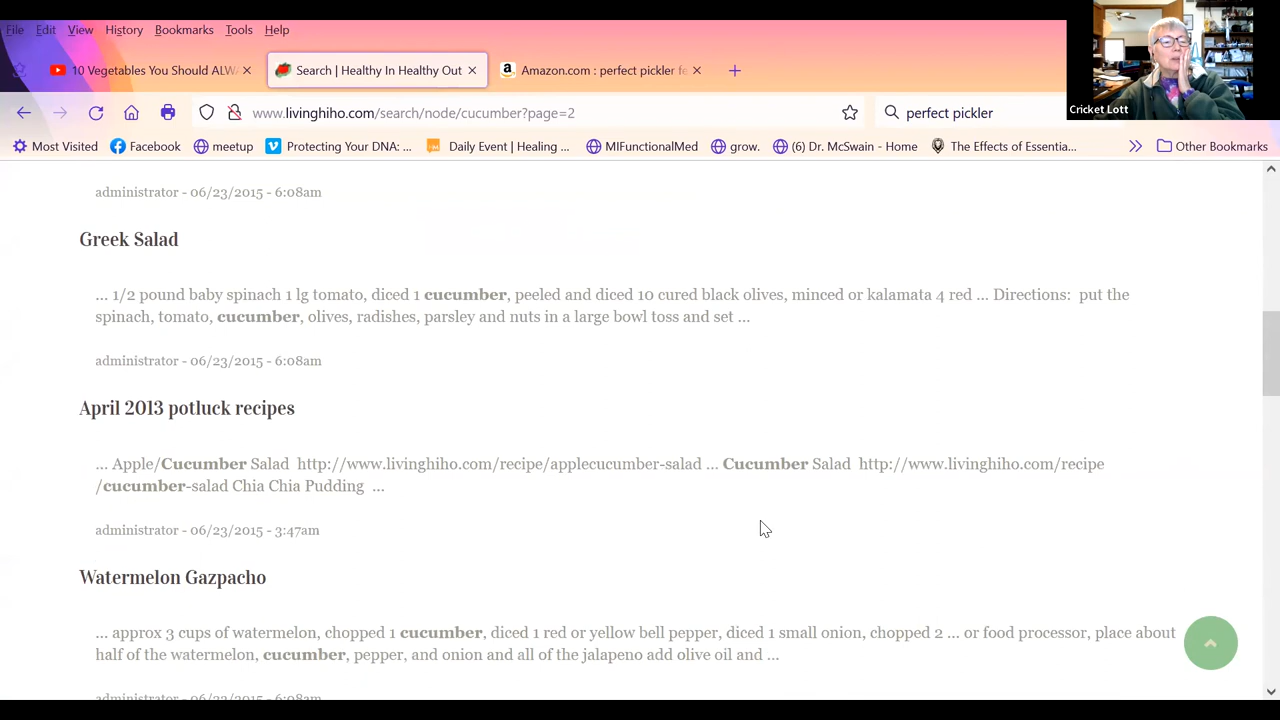 File Edit View History Bookmarks Tools Help
10 Vegetables You Should ALW
Search | Healthy In Healthy Out
Amazon.com : perfect pickler fe
www.livinghiho.com/search/node/cucumber?page=2
perfect pickler
Cricket Lott
Most Visited Facebook meetup Protecting Your DNA: ... Daily Event | Healing ... MIFunctionalMed grow. (6) Dr. McSwain - Home The Effects of Essentia... Other Bookmarks
administrator - 06/23/2015 - 6:08am
Greek Salad
... 1/2 pound baby spinach 1 lg tomato, diced 1 cucumber, peeled and diced 10 cured black olives, minced or kalamata 4 red ... Directions:  put the
spinach, tomato, cucumber, olives, radishes, parsley and nuts in a large bowl toss and set ...
administrator - 06/23/2015 - 6:08am
April 2013 potluck recipes
... Apple/Cucumber Salad  http://www.livinghiho.com/recipe/applecucumber-salad ... Cucumber Salad  http://www.livinghiho.com/recipe
/cucumber-salad Chia Chia Pudding  ...
administrator - 06/23/2015 - 3:47am
Watermelon Gazpacho
... approx 3 cups of watermelon, chopped 1 cucumber, diced 1 red or yellow bell pepper, diced 1 small onion, chopped 2 ... or food processor, place about
half of the watermelon, cucumber, pepper, and onion and all of the jalapeno add olive oil and ...
administrator - 06/23/2015 - 6:08am